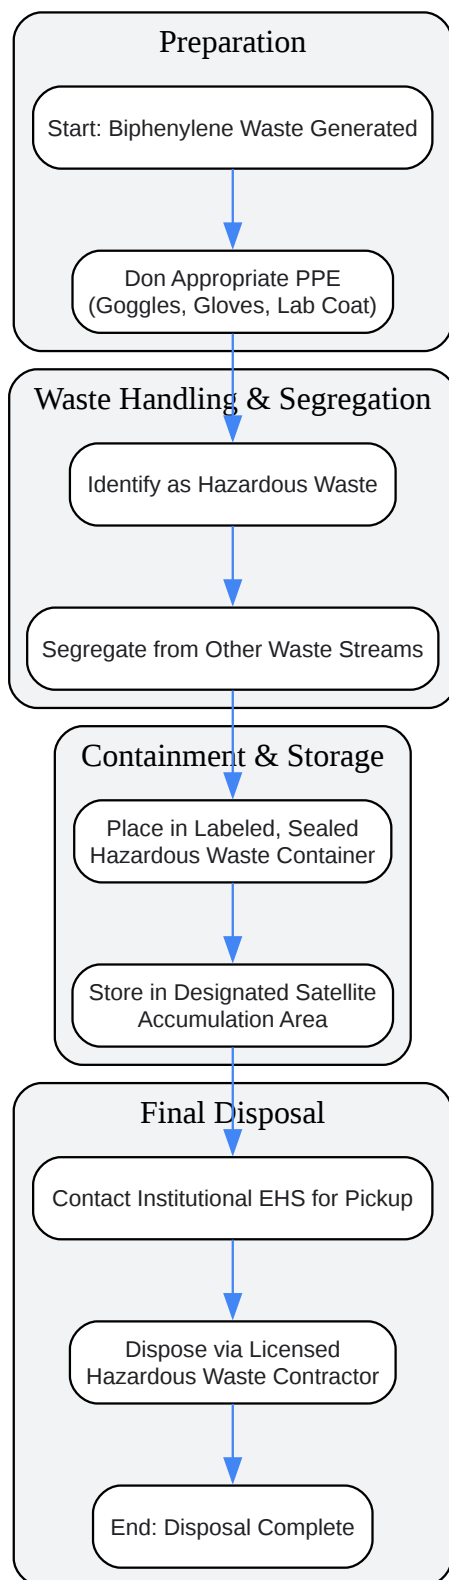 Preparation
Start: Biphenylene Waste Generated
Don Appropriate PPE
(Goggles, Gloves, Lab Coat)
Waste Handling & Segregation
Identify as Hazardous Waste
Segregate from Other Waste Streams
Containment & Storage
Place in Labeled, Sealed
Hazardous Waste Container
Store in Designated Satellite
Accumulation Area
Final Disposal
Contact Institutional EHS for Pickup
Dispose via Licensed
Hazardous Waste Contractor
End: Disposal Complete